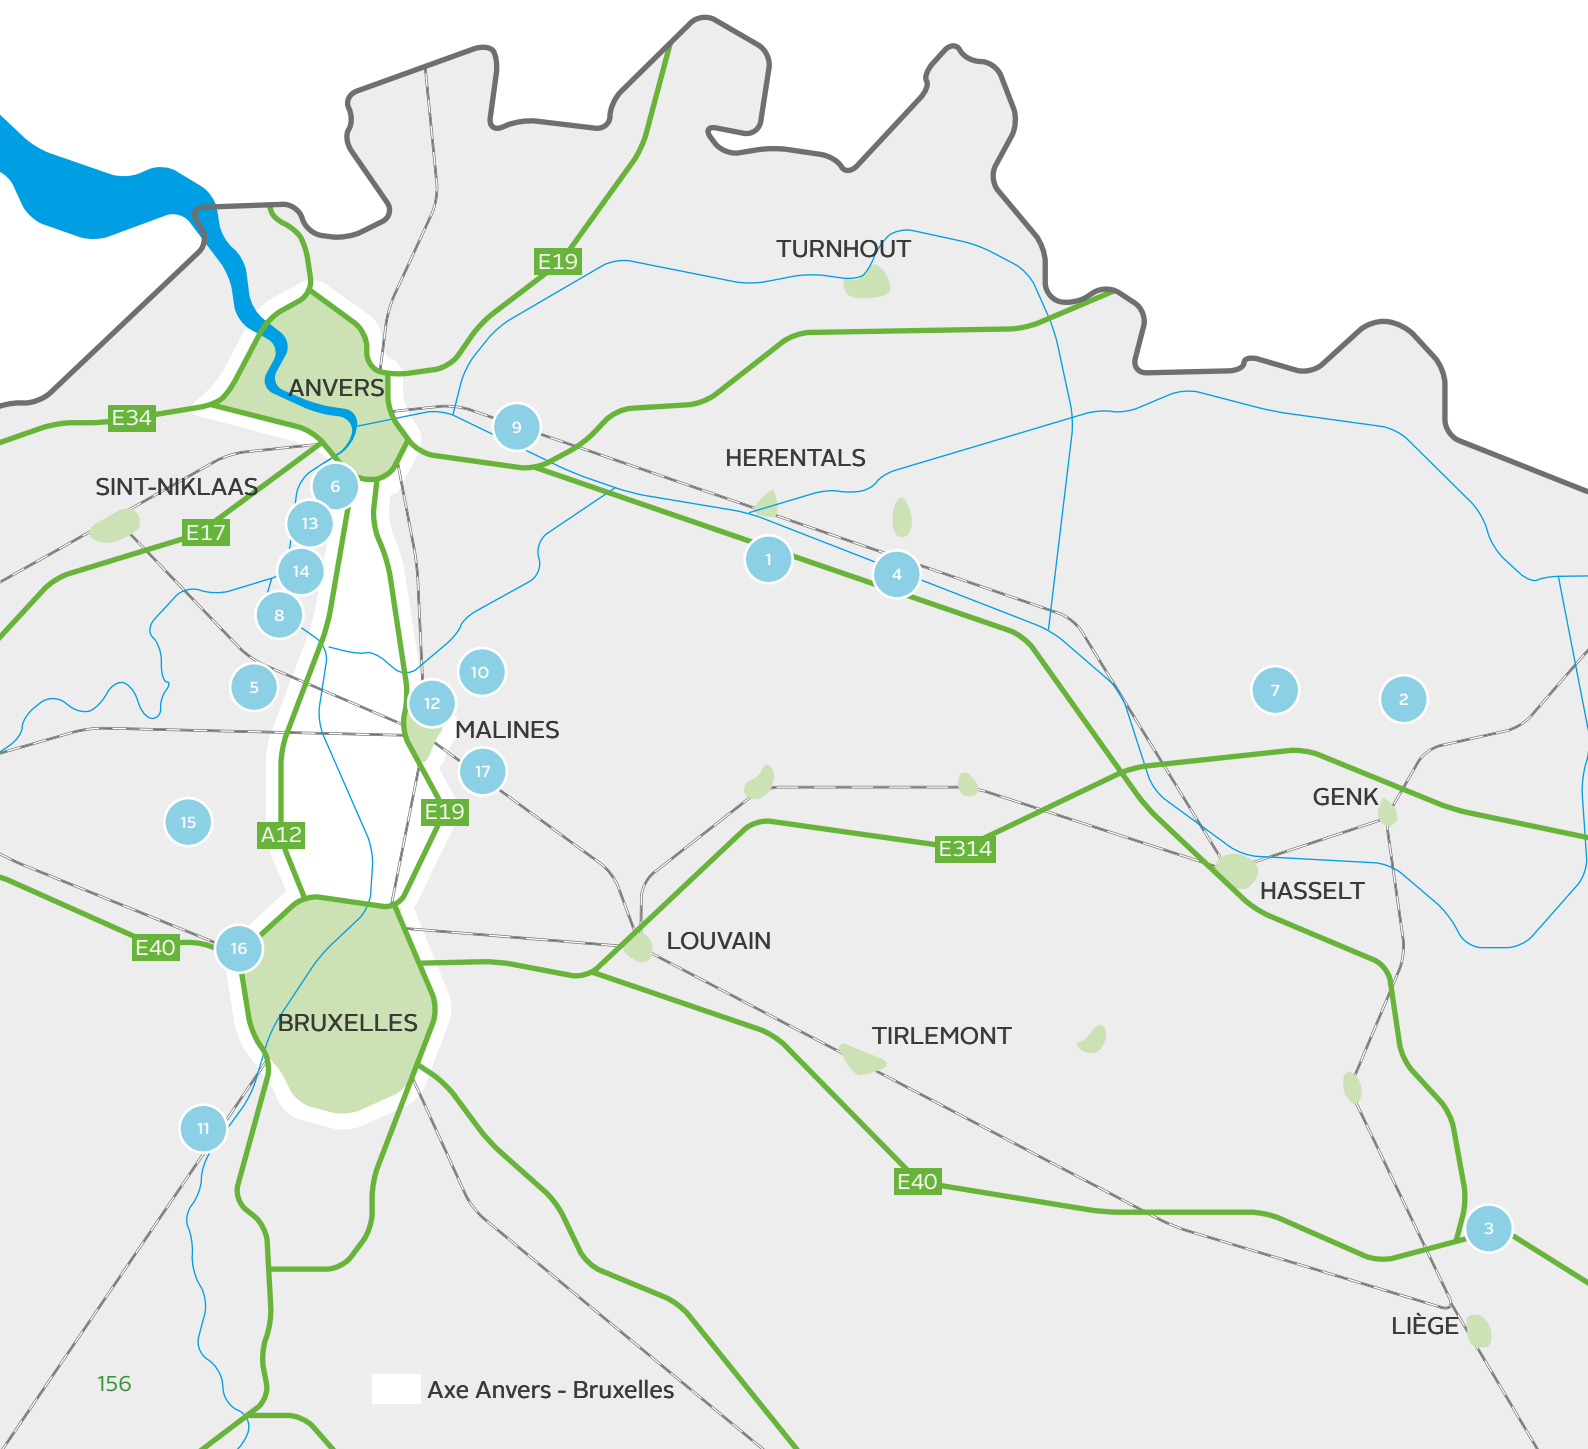 E19
TURNHOUT
ANVERS
E34
9
HERENTALS
SINT-NIKLAAS
6
13
E17
1
14
4
8
10
5
7
2
12
MALINES
17
GENK
E19
15
A12
E314
HASSELT
LOUVAIN
E40
16
BRUXELLES
TIRLEMONT
11
E40
3
LIÈGE
156
Axe Anvers - Bruxelles